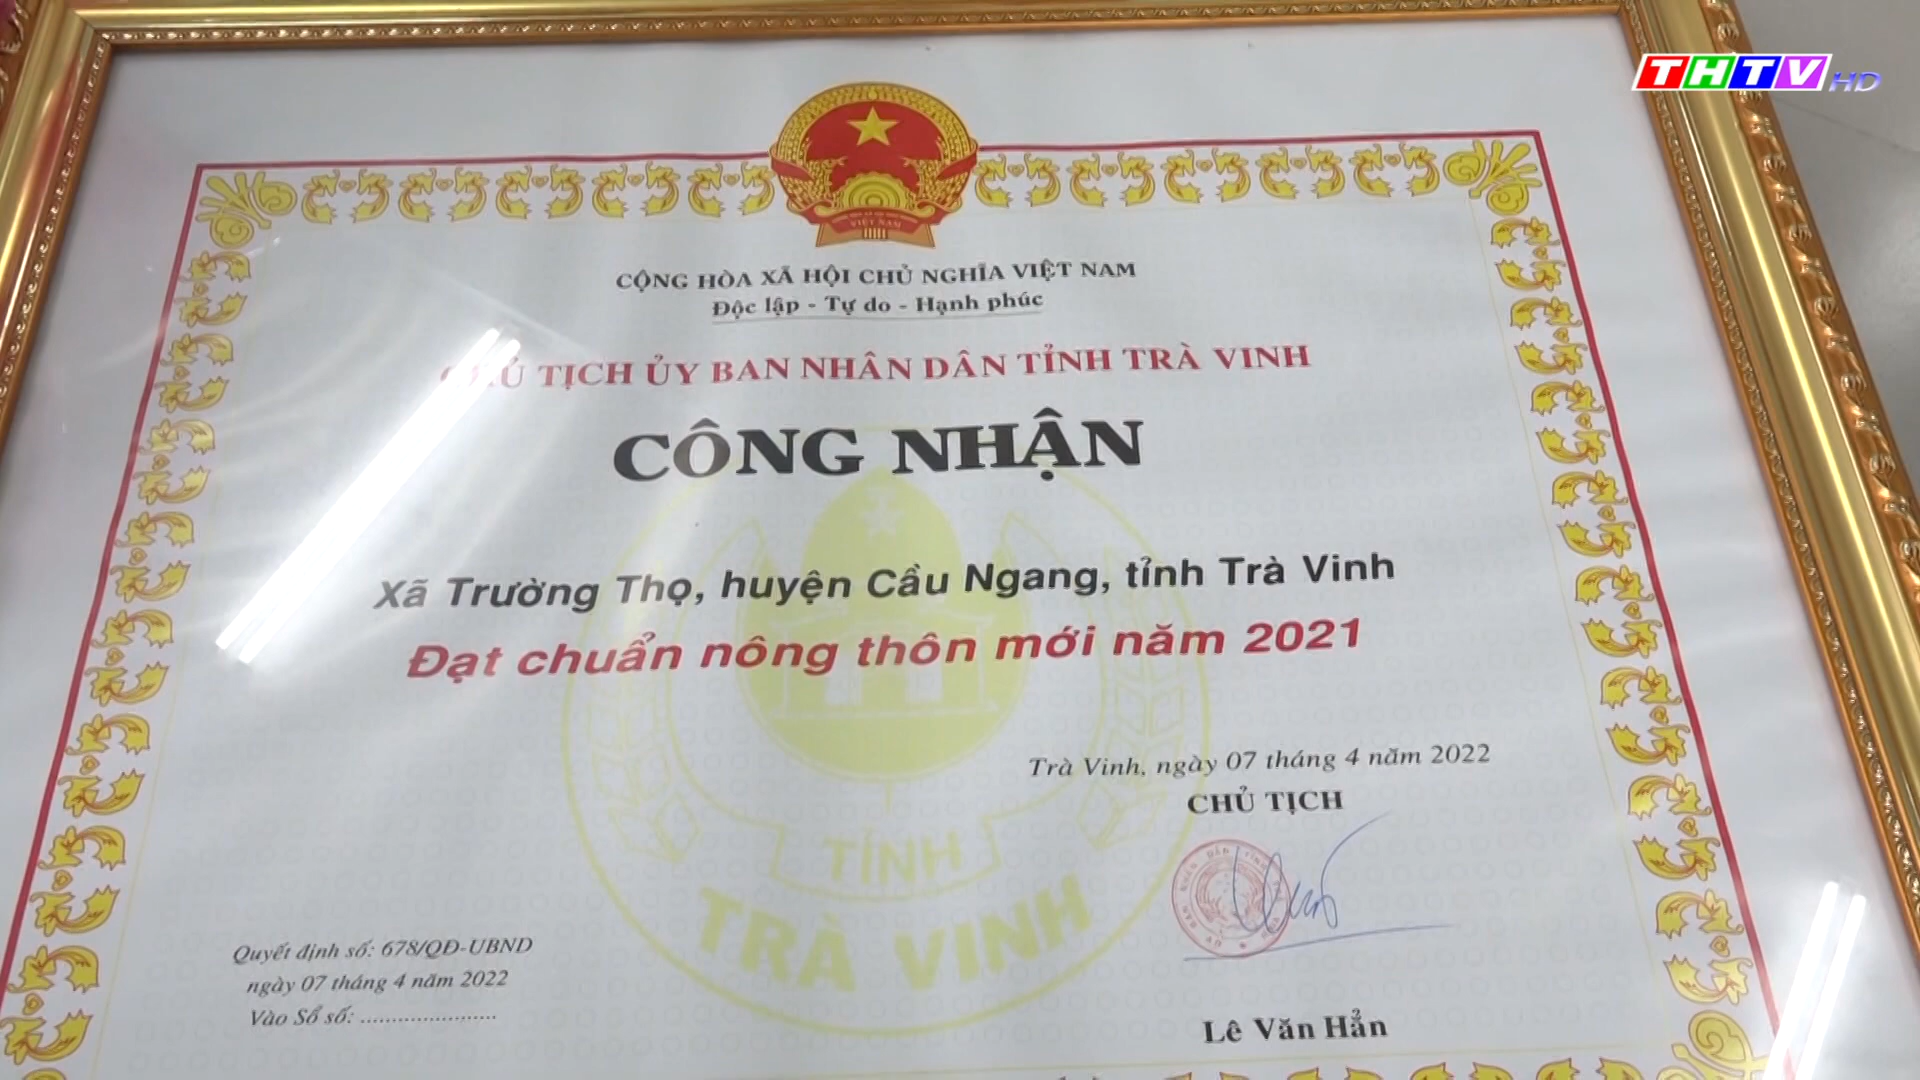 THTV HD
VIỆT NAM
CỘNG HÒA XÃ HỘI CHỦ NGHĨA VIỆT NAM
Độc lập - Tự do - Hạnh phúc
CHỦ TỊCH ỦY BAN NHÂN DÂN TỈNH TRÀ VINH
CÔNG NHẬN
Xã Trường Thọ, huyện Cầu Ngang, tỉnh Trà Vinh
Đạt chuẩn nông thôn mới năm 2021
Trà Vinh, ngày 07 tháng 4 năm 2022
CHỦ TỊCH
TỈNH
TRÀ VINH
Quyết định số: 678/QĐ-UBND
ngày 07 tháng 4 năm 2022
Vào Sổ số: ......................
Lê Văn Hẳn